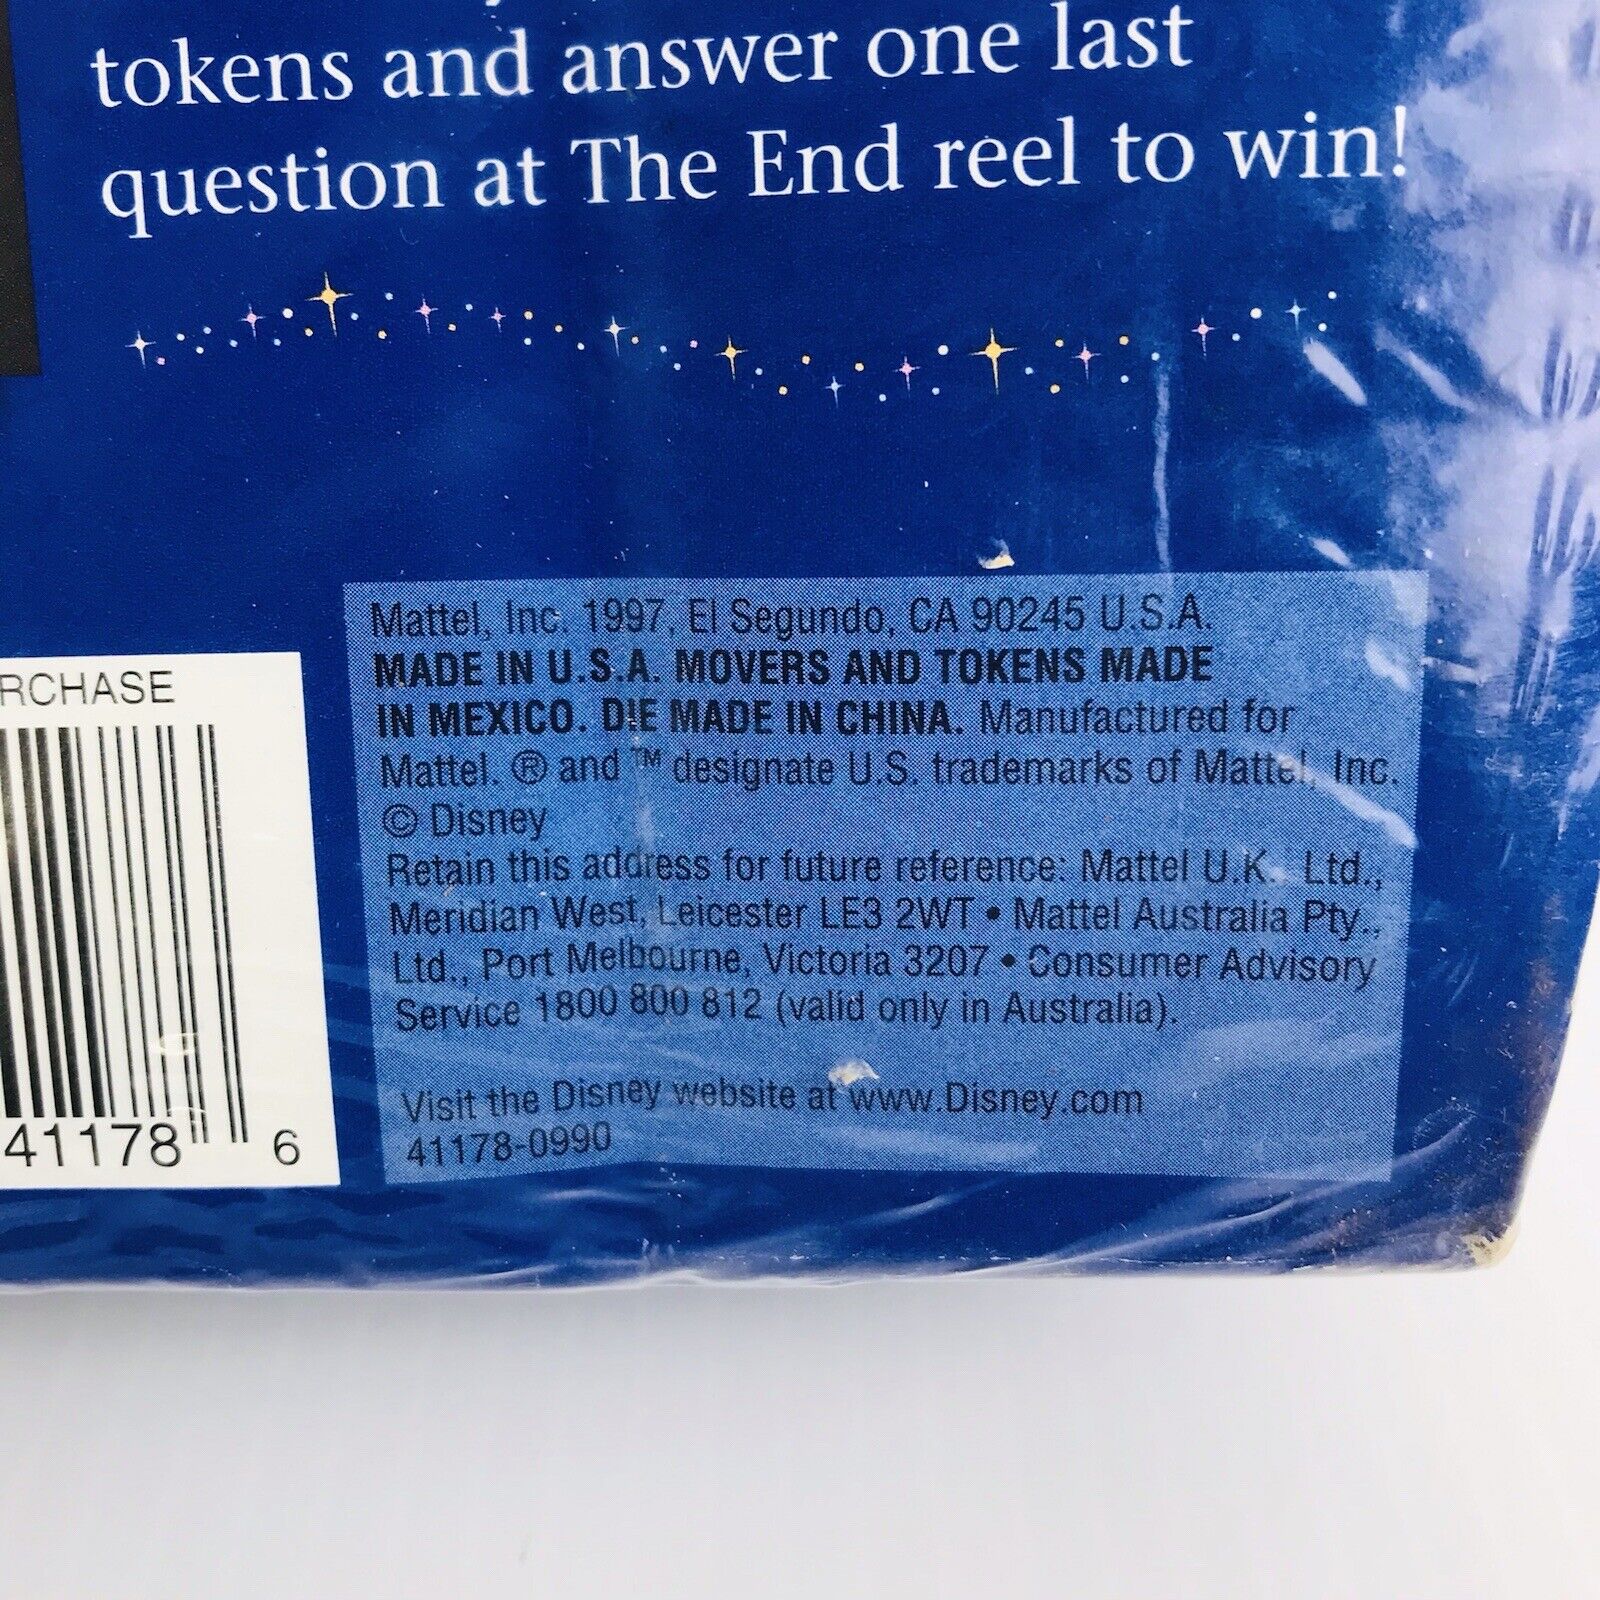 tokens and answer one last
question at The End reel to win!
RCHASE
41178 6
Mattel, Inc. 1997, El Segundo, CA 90245 U.S.A.
MADE IN U.S.A. MOVERS AND TOKENS MADE
IN MEXICO. DIE MADE IN CHINA. Manufactured for
Mattel. ® and ™ designate U.S. trademarks of Mattel, Inc.
© Disney
Retain this address for future reference: Mattel U.K. Ltd.,
Meridian West, Leicester LE3 2WT • Mattel Australia Pty.,
Ltd., Port Melbourne, Victoria 3207 • Consumer Advisory
Service 1800 800 812 (valid only in Australia).
Visit the Disney website at www.Disney.com
41178-0990